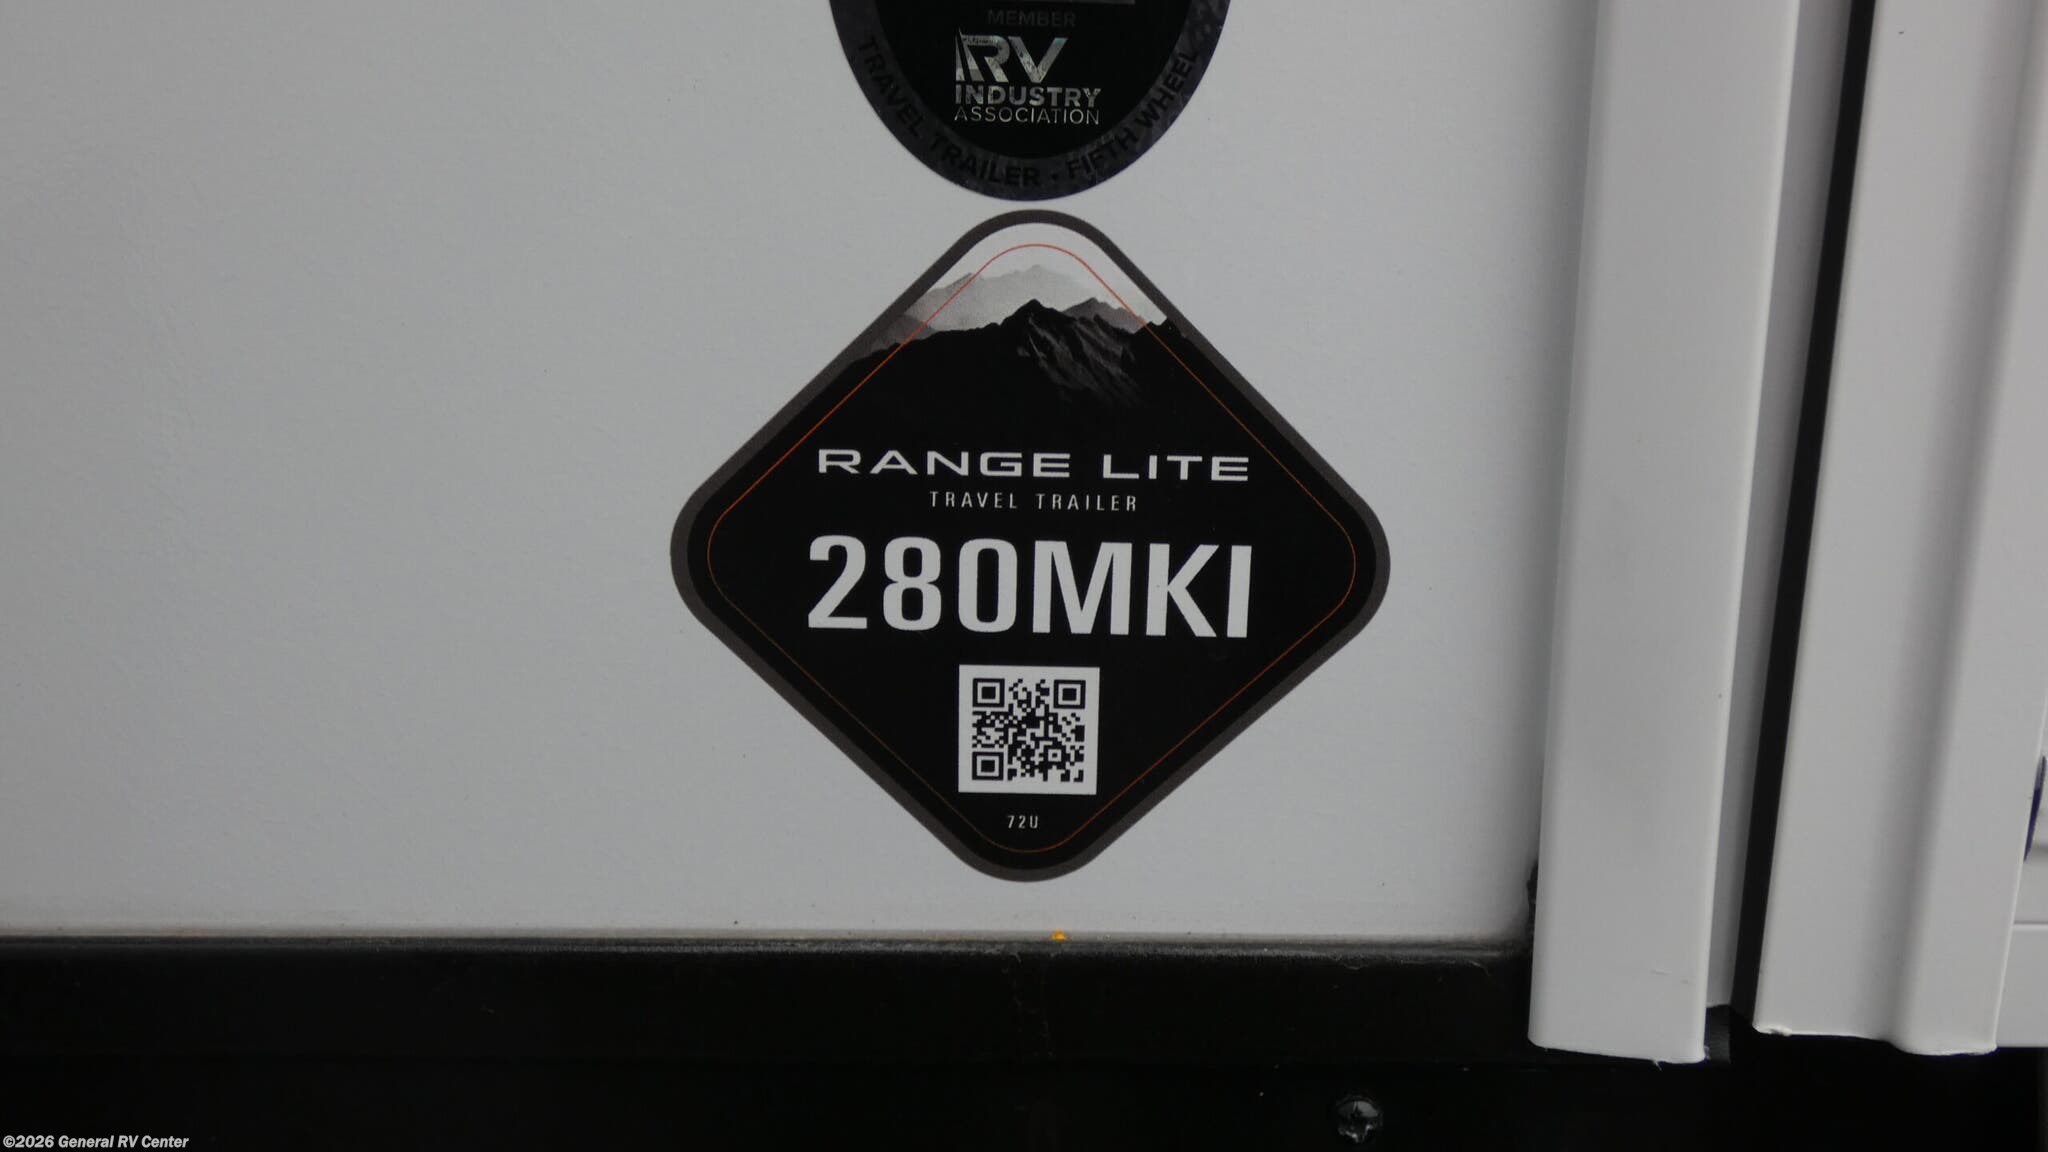 MEMBER
RV
INDUSTRY
ASSOCIATION
TRAVEL TRAILER • FIFTH WHEEL
RANGE LITE
TRAVEL TRAILER
280MKI
72U
©2026 General RV Center